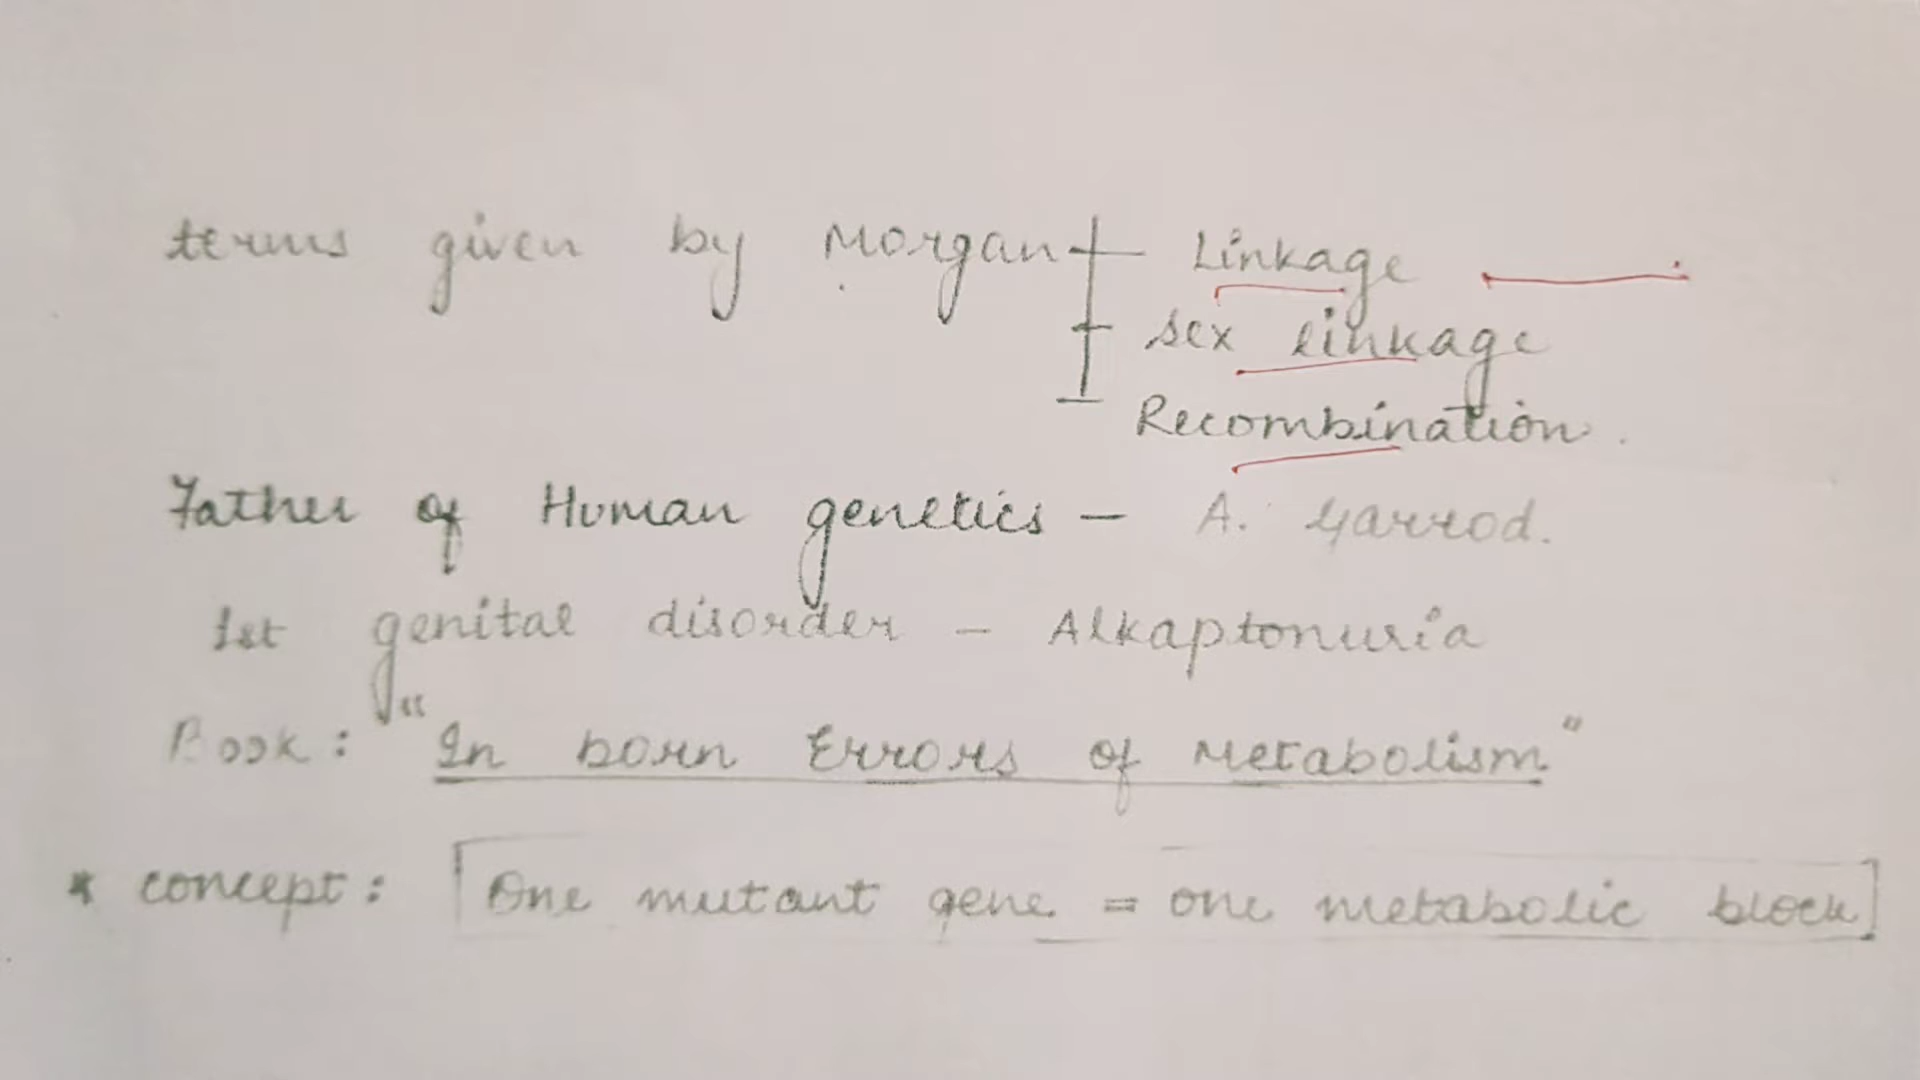 terms given by Morgan Linkage
sex linkage
Recombination.
Father of Human genetics - A. Garrod.
1st genital disorder - Alkaptonuria
Book: "In born Errors of Metabolism"
* concept: [One mutant gene = one metabolic block]